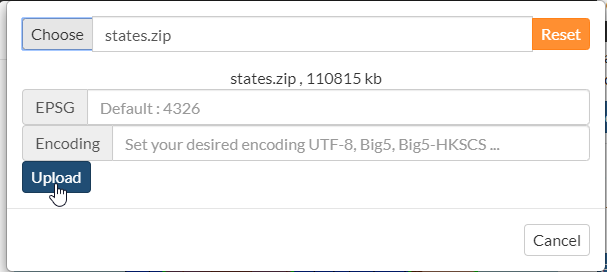 Choose states.zip Reset
states.zip , 110815 kb
EPSG Default : 4326
Encoding Set your desired encoding UTF-8, Big5, Big5-HKSCS ...
Upload
Cancel